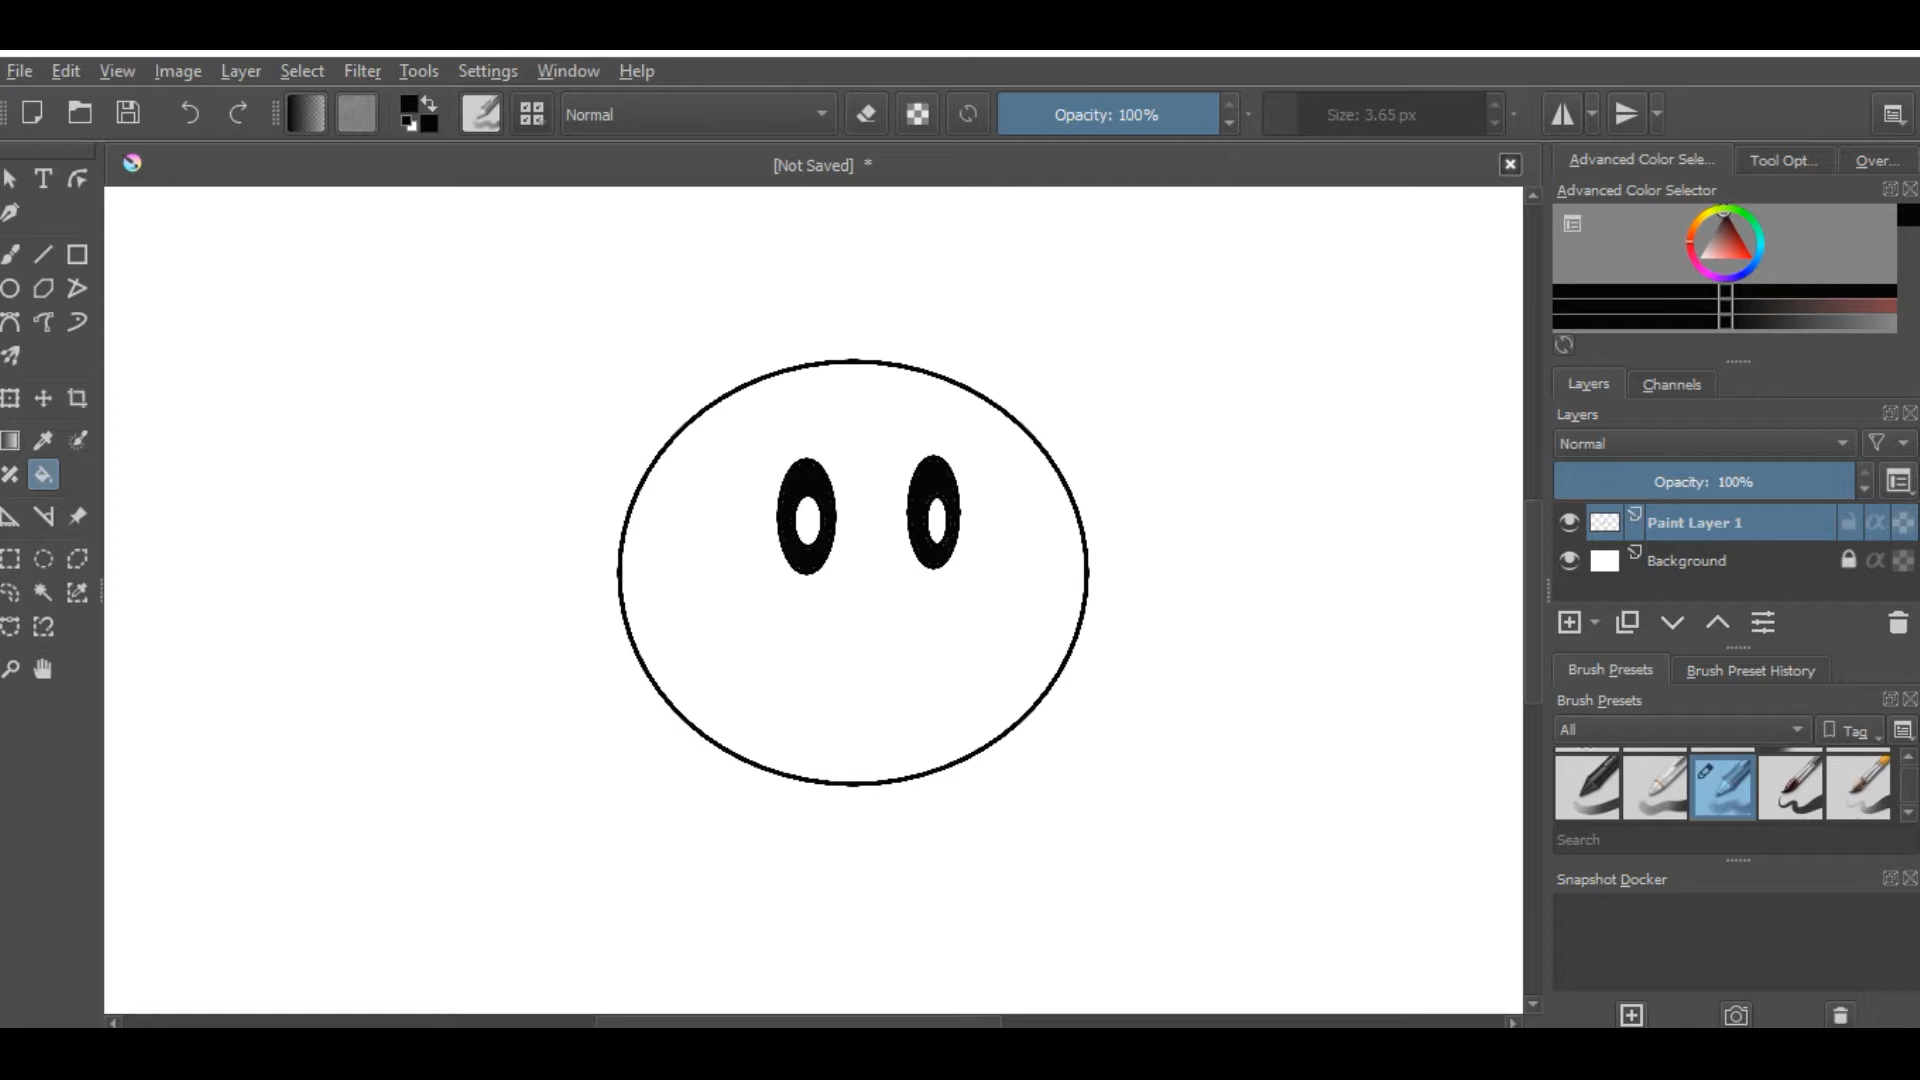 File Edit View Image Layer Select Filter Tools Settings Window Help
Normal Opacity: 100% Size: 3.65 px
[Not Saved] *
Advanced Color Sele... Tool Opt... Over...
Advanced Color Selector
Layers Channels
Layers
Normal
Opacity: 100%
Paint Layer 1
Background
Brush Presets Brush Preset History
Brush Presets
All Tag
Search
Snapshot Docker